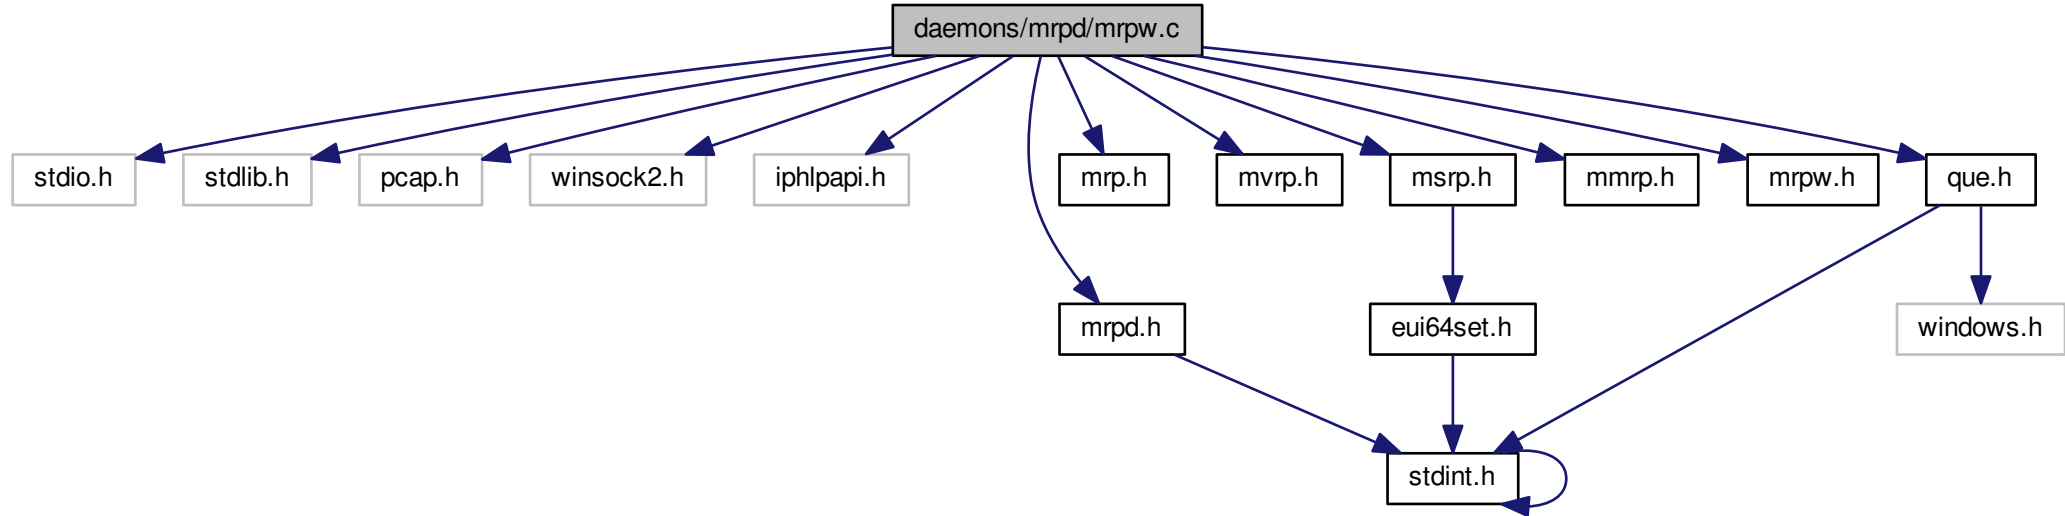 daemons/mrpd/mrpw.c
stdio.h
stdlib.h
pcap.h
winsock2.h
iphlpapi.h
mrp.h
mvrp.h
msrp.h
mmrp.h
mrpw.h
que.h
mrpd.h
eui64set.h
windows.h
stdint.h